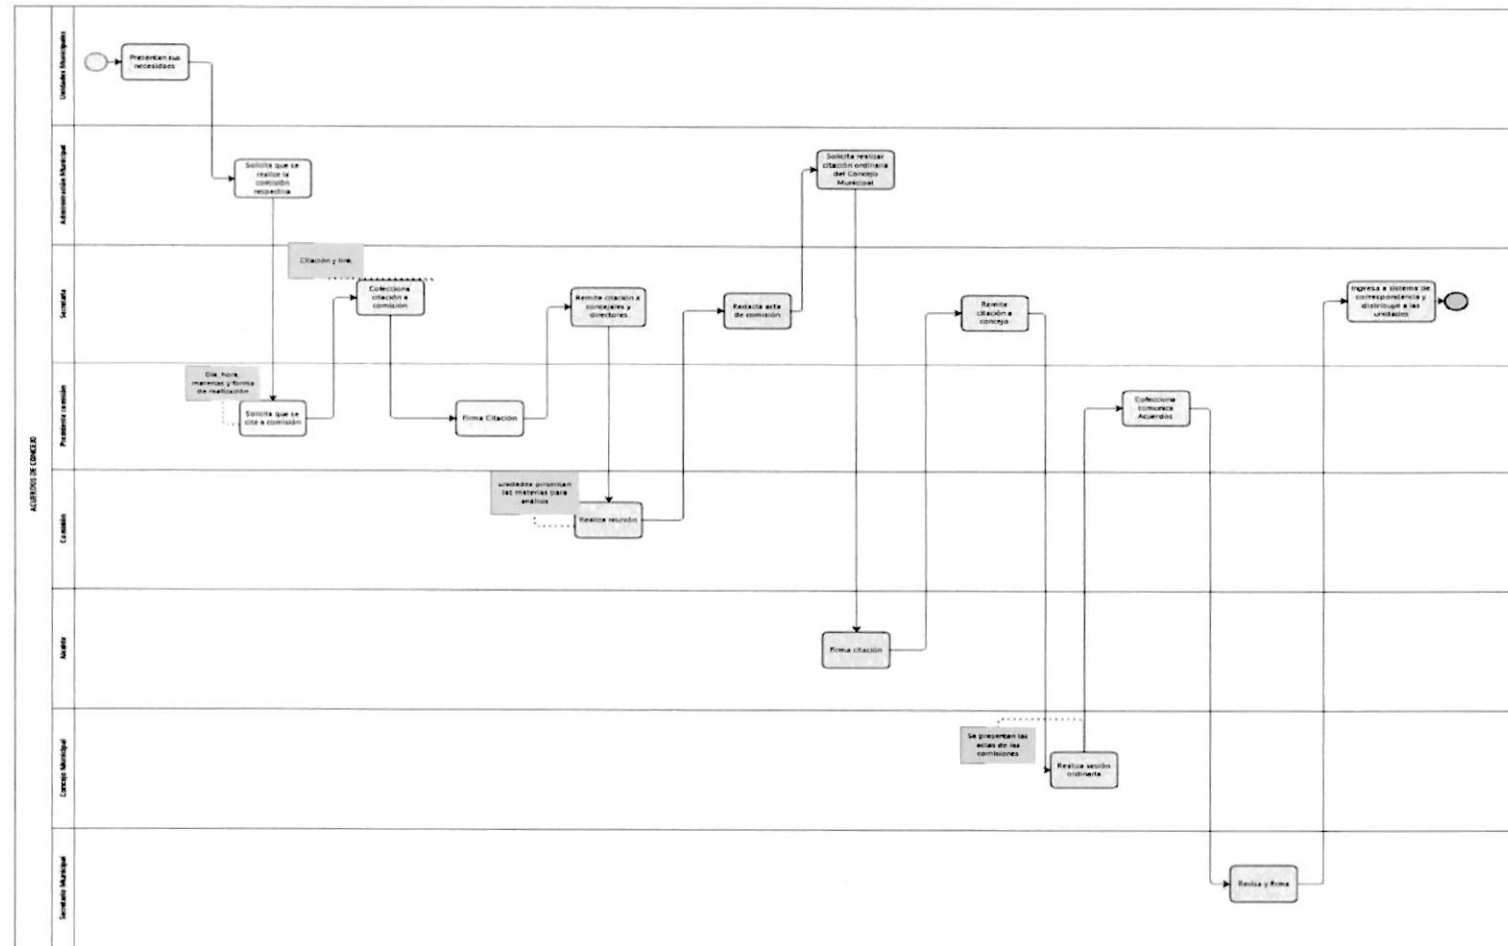 ACUERDOS DE CONCEJO
Unidades Municipales
Presentan sus
necesidaes
Administración Municipal
Solicita que se
realice la
comisión
respectiva
Solicita realizar
citación ordinaria
del Concejo
Municipal
Secretaria
Citación y link
Colecciona
citación a
comisión
Remite citación a
concejales y
directores
Redacta acta
de comisión
Remite
citación a
concejo
Ingresa a sistema de
correspondencia y
distribuye a las
unidades
Presidente comisión
Día, hora,
materias y forma
de realización
Solicita que se
cite a comisión
Firma Citación
Cofecciona
comunica
Acuerdos
Comisión
unidades presentan
las materias para
análisis
Realiza reunión
Alcalde
Firma citación
Concejo Municipal
Se presentan las
actas de las
comisiones
Realiza sesión
ordinaria
Secretario Municipal
Revisa y firma